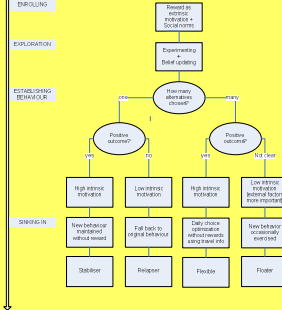 ENROLLING
Reward as
extrinsic
motivation +
Social norms
EXPLORATION
Experimenting
+
Belief updating
ESTABLISHING
BEHAVIOUR
How many
alternatives
chosen?
one
many
Positive
outcome?
Positive
outcome?
yes
no
yes
Not clear
High intrinsic
motivation
Low intrinsic
motivation
High intrinsic
motivation
Low intrinsic
motivation
(external factors
more important)
SINKING IN
New behaviour
maintained
without reward
Fall back to
original behaviour
Daily choice
optimization
without rewards
using travel info
New behavior
occasionally
exercised
Stabiliser
Relapser
Flexible
Floater